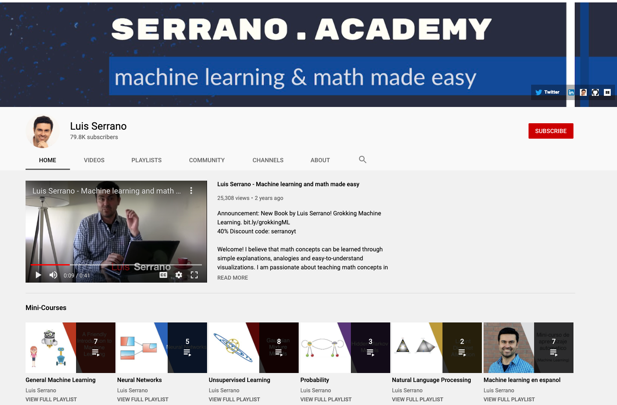 SERRANO.ACADEMY
machine learning & math made easy
Twitter
Luis Serrano
79.8K subscribers
SUBSCRIBE
HOME VIDEOS PLAYLISTS COMMUNITY CHANNELS ABOUT
Luis Serrano - Machine learning and math ...
Luis Serrano
0:09 / 0:41
CC
Luis Serrano - Machine learning and math made easy
25,308 views • 2 years ago
Announcement: New Book by Luis Serrano! Grokking Machine
Learning. bit.ly/grokkingML
40% Discount code: serranoyt
Welcome! I believe that math concepts can be learned through
simple explanations, analogies and easy-to-understand
visualizations. I am passionate about teaching math concepts in
READ MORE
Mini-Courses
7 5 8 3 2 7
General Machine Learning Neural Networks Unsupervised Learning Probability Natural Language Processing Machine learning en espanol
Luis Serrano Luis Serrano Luis Serrano Luis Serrano Luis Serrano Luis Serrano
VIEW FULL PLAYLIST VIEW FULL PLAYLIST VIEW FULL PLAYLIST VIEW FULL PLAYLIST VIEW FULL PLAYLIST VIEW FULL PLAYLIST